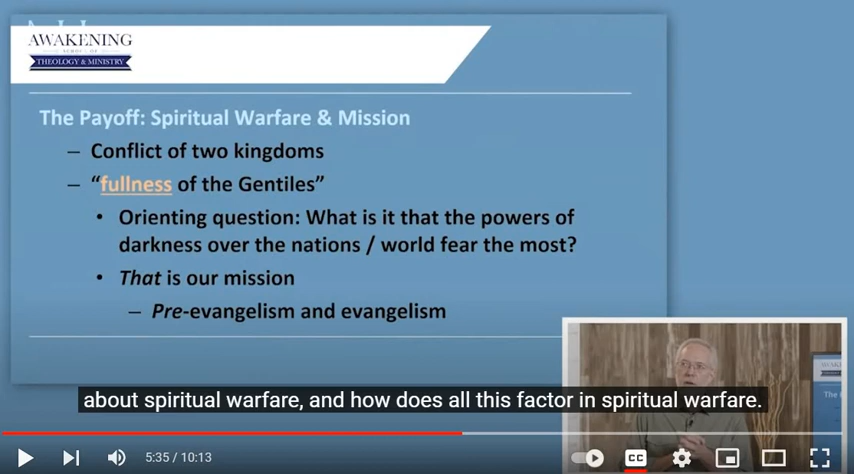 AWAKENING
SCHOOL OF
THEOLOGY & MINISTRY
The Payoff: Spiritual Warfare & Mission
– Conflict of two kingdoms
– “fullness of the Gentiles”
• Orienting question: What is it that the powers of
darkness over the nations / world fear the most?
• That is our mission
– Pre-evangelism and evangelism
about spiritual warfare, and how does all this factor in spiritual warfare.
5:35 / 10:13
CC